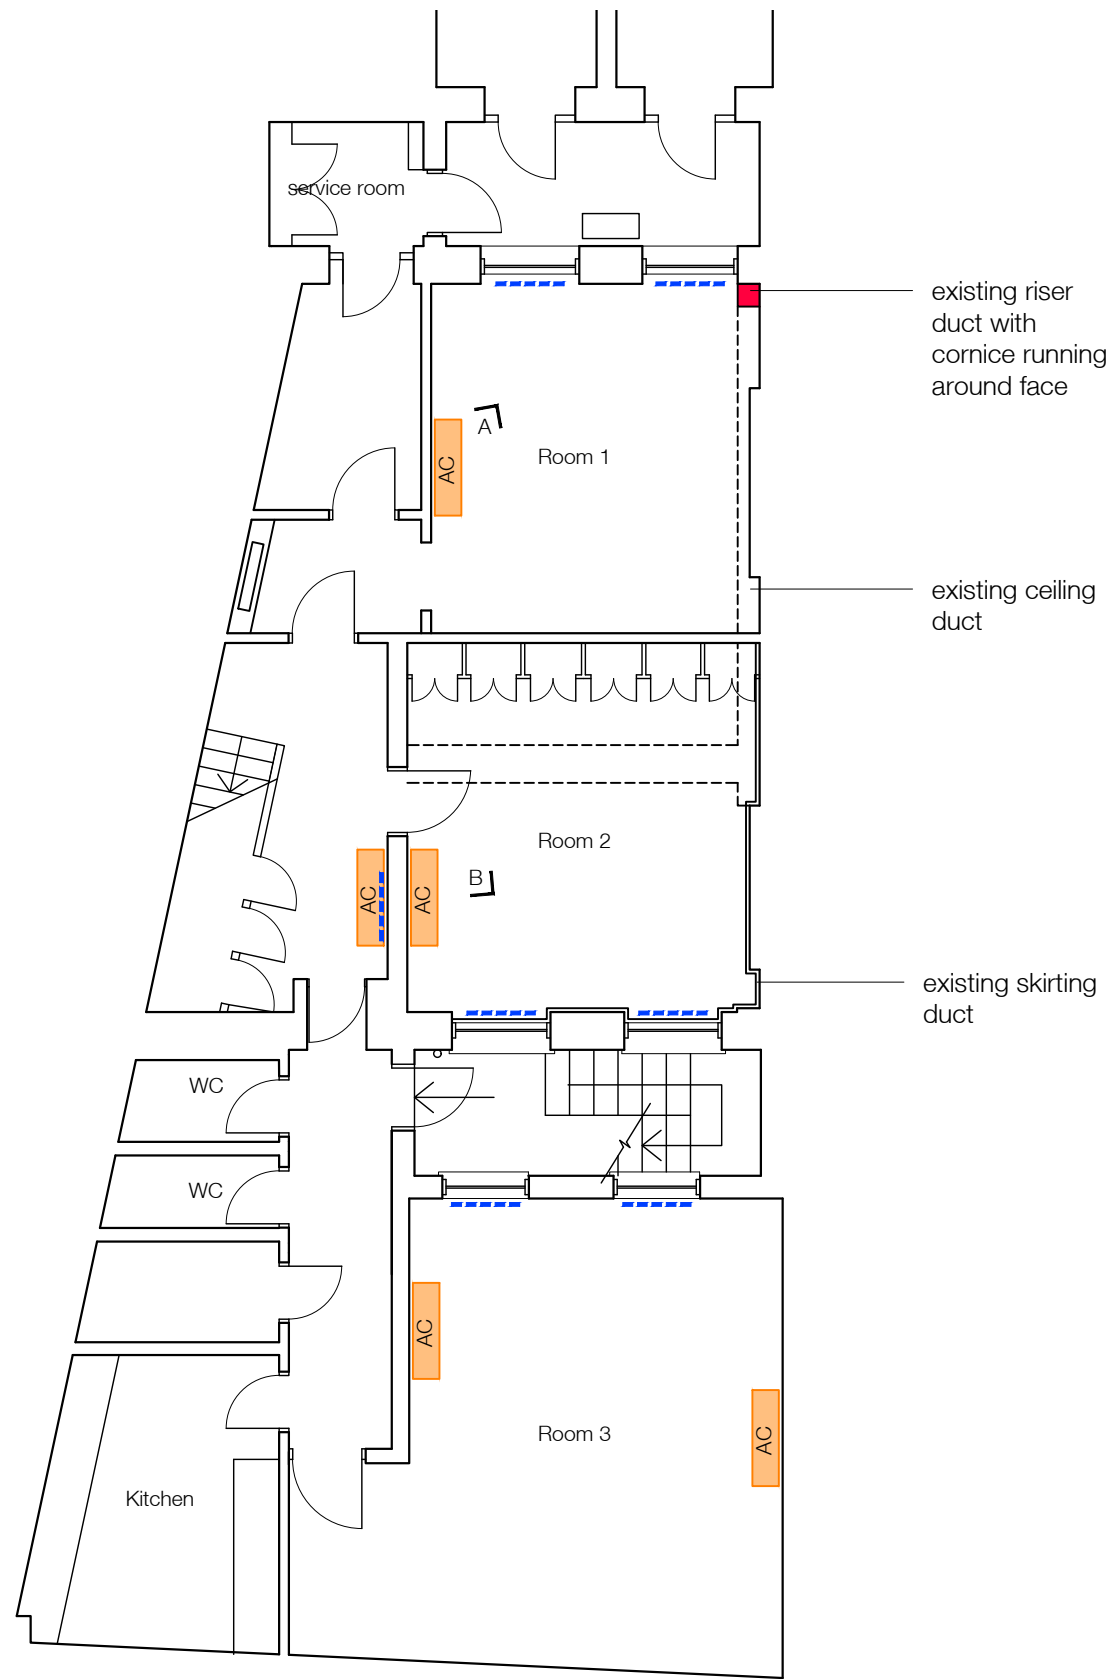 service room
existing riser
duct with
cornice running
around face
A
Room 1
AC
existing ceiling
duct
Room 2
B
AC
AC
existing skirting
duct
WC
WC
AC
Room 3
AC
Kitchen